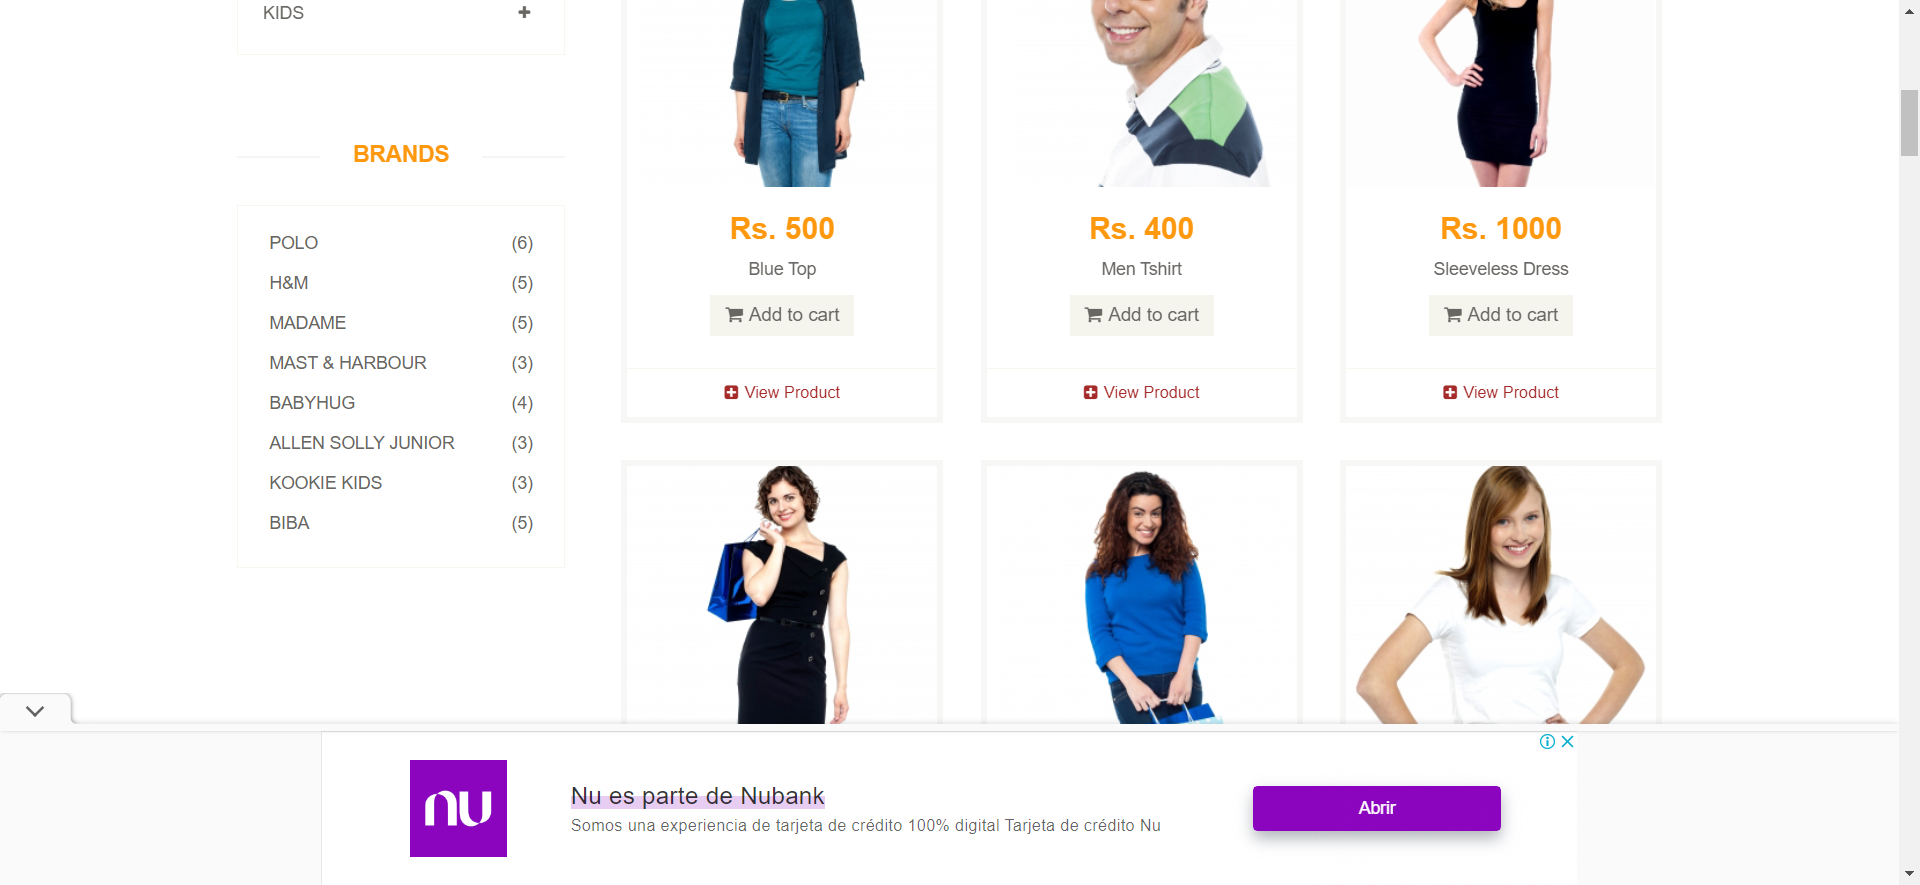 KIDS
BRANDS
POLO (6)
H&M (5)
MADAME (5)
MAST & HARBOUR (3)
BABYHUG (4)
ALLEN SOLLY JUNIOR (3)
KOOKIE KIDS (3)
BIBA (5)
Rs. 500
Blue Top
Add to cart
View Product
Rs. 400
Men Tshirt
Add to cart
View Product
Rs. 1000
Sleeveless Dress
Add to cart
View Product
nu
Nu es parte de Nubank
Somos una experiencia de tarjeta de crédito 100% digital Tarjeta de crédito Nu
Abrir